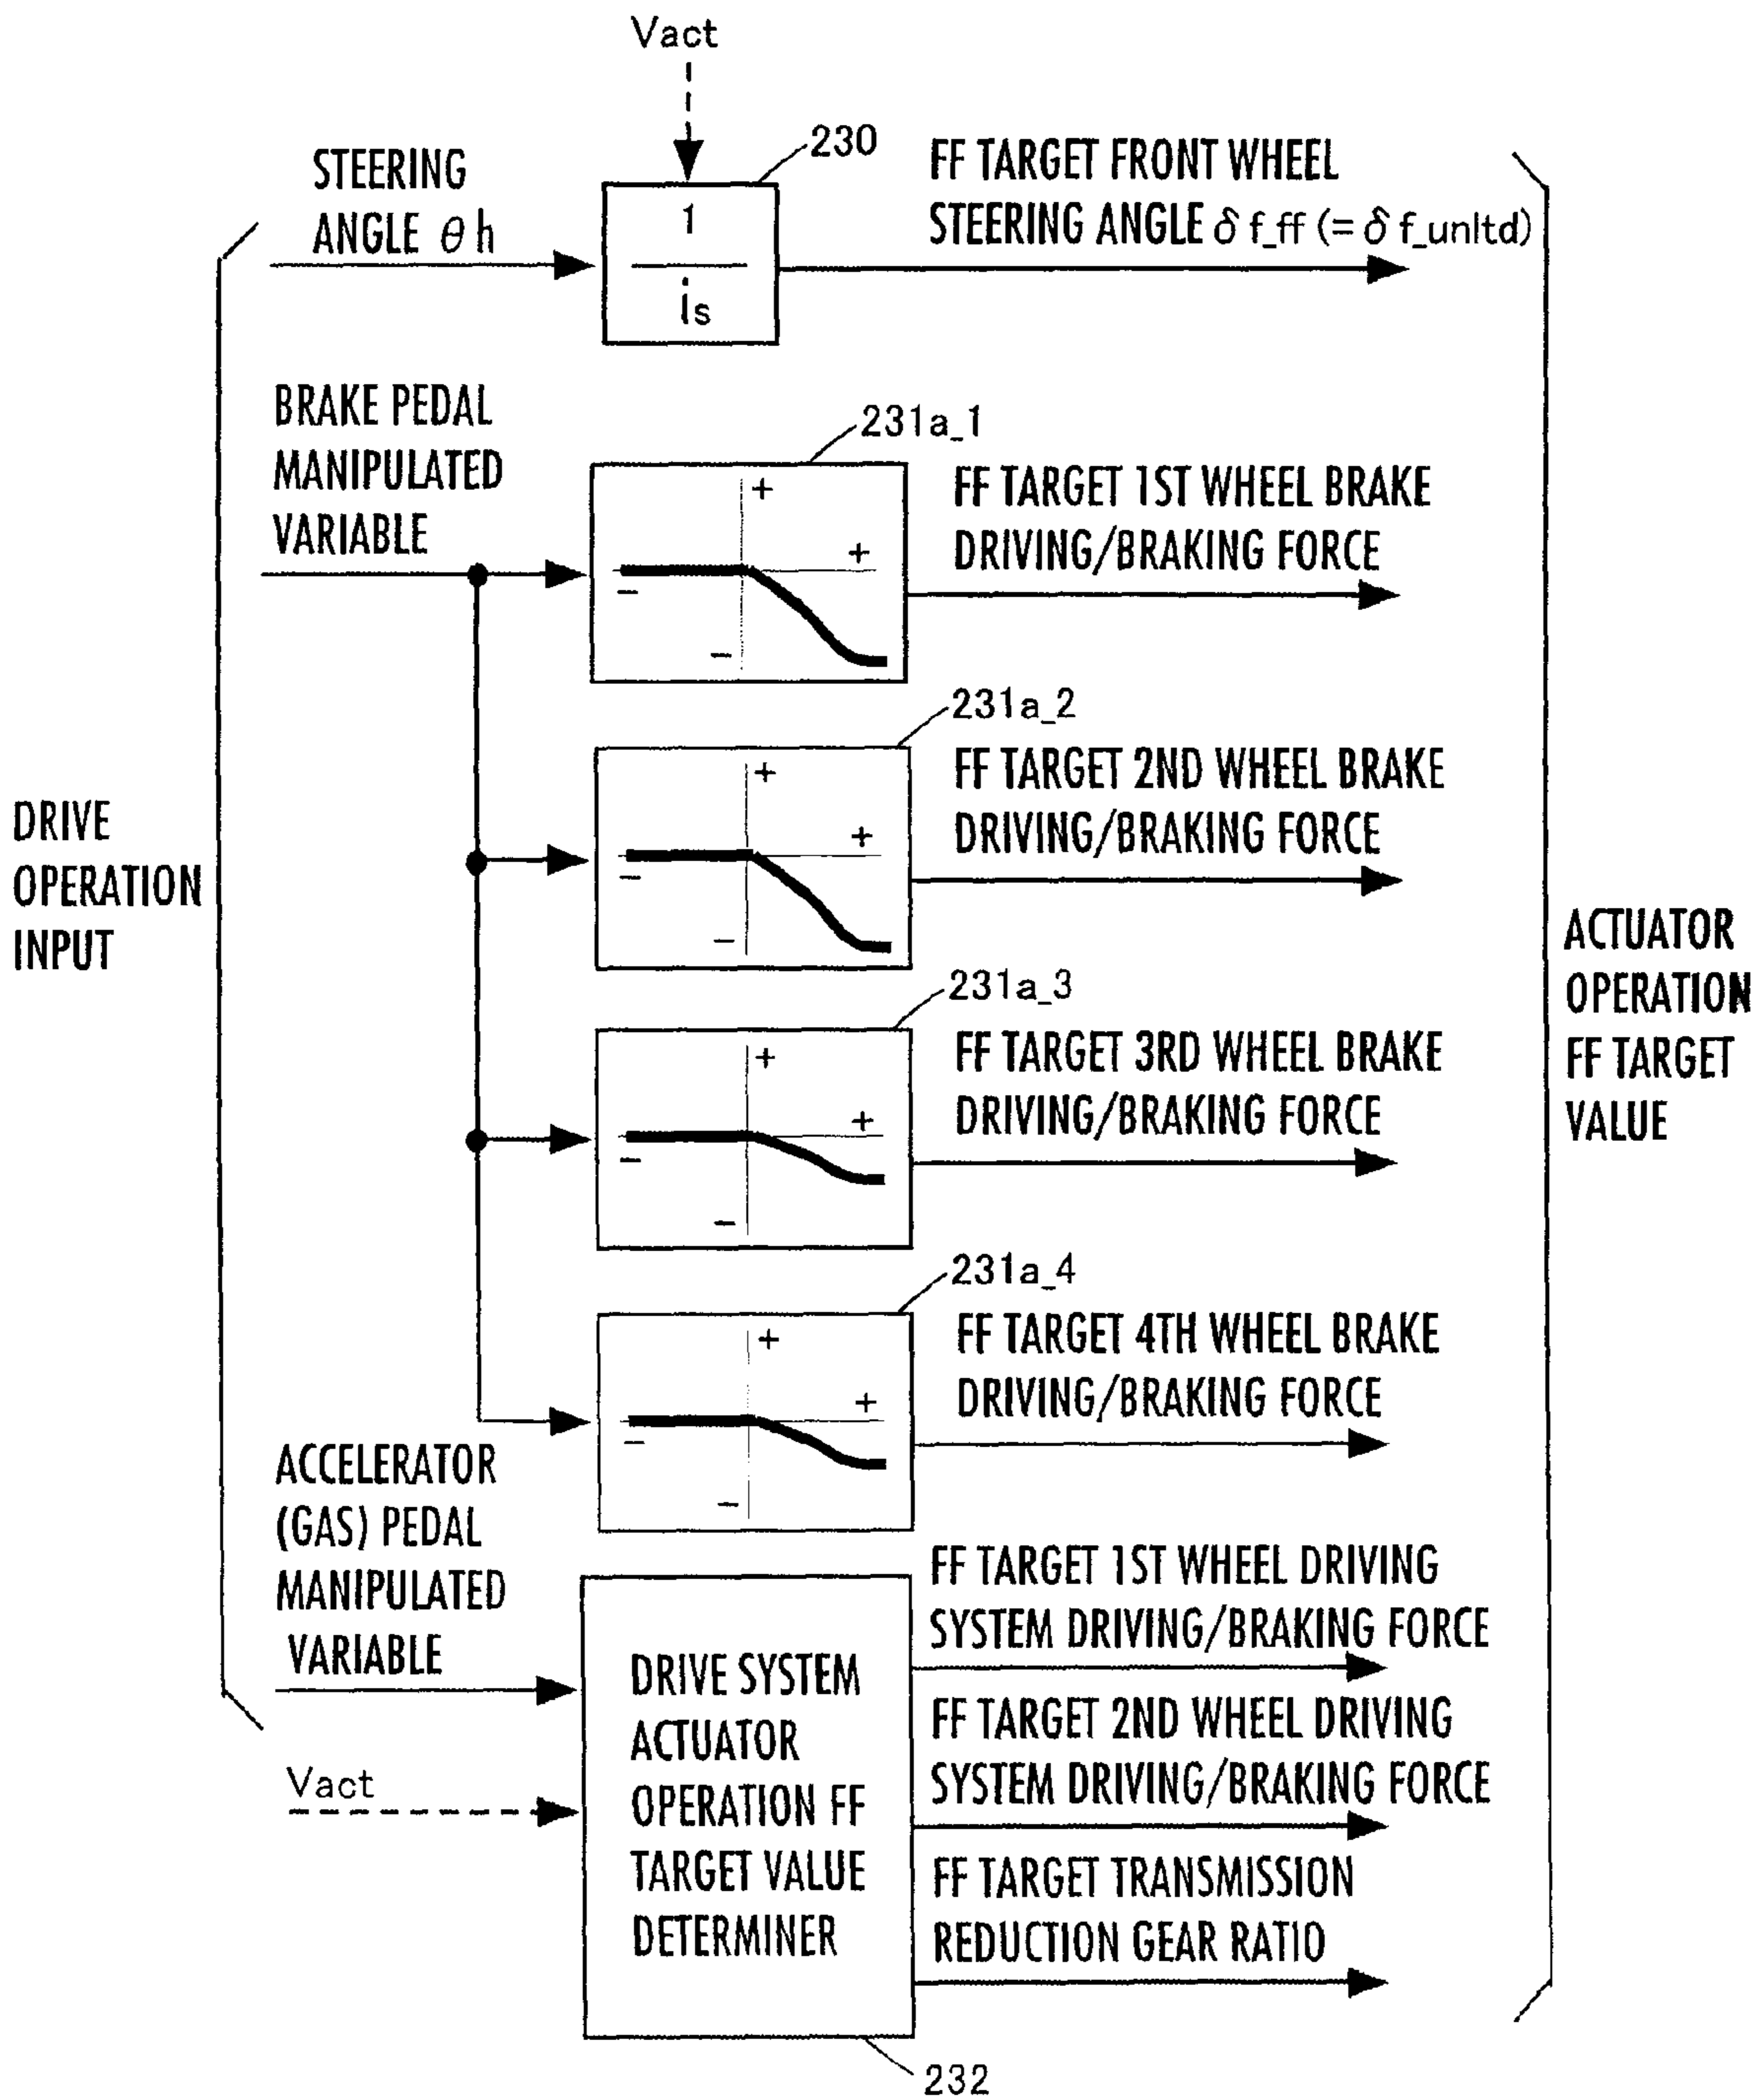 Vact
230
STEERING
ANGLE θh
1
is
FF TARGET FRONT WHEEL
STEERING ANGLE δf_ff (= δf_unltd)
BRAKE PEDAL
MANIPULATED
VARIABLE
231a_1
+
+
−
−
FF TARGET 1ST WHEEL BRAKE
DRIVING/BRAKING FORCE
231a_2
+
+
−
−
FF TARGET 2ND WHEEL BRAKE
DRIVING/BRAKING FORCE
DRIVE
OPERATION
INPUT
ACTUATOR
OPERATION
FF TARGET
VALUE
231a_3
+
+
−
−
FF TARGET 3RD WHEEL BRAKE
DRIVING/BRAKING FORCE
231a_4
+
+
−
−
FF TARGET 4TH WHEEL BRAKE
DRIVING/BRAKING FORCE
ACCELERATOR
(GAS) PEDAL
MANIPULATED
VARIABLE
Vact
DRIVE SYSTEM
ACTUATOR
OPERATION FF
TARGET VALUE
DETERMINER
FF TARGET 1ST WHEEL DRIVING
SYSTEM DRIVING/BRAKING FORCE
FF TARGET 2ND WHEEL DRIVING
SYSTEM DRIVING/BRAKING FORCE
FF TARGET TRANSMISSION
REDUCTION GEAR RATIO
232